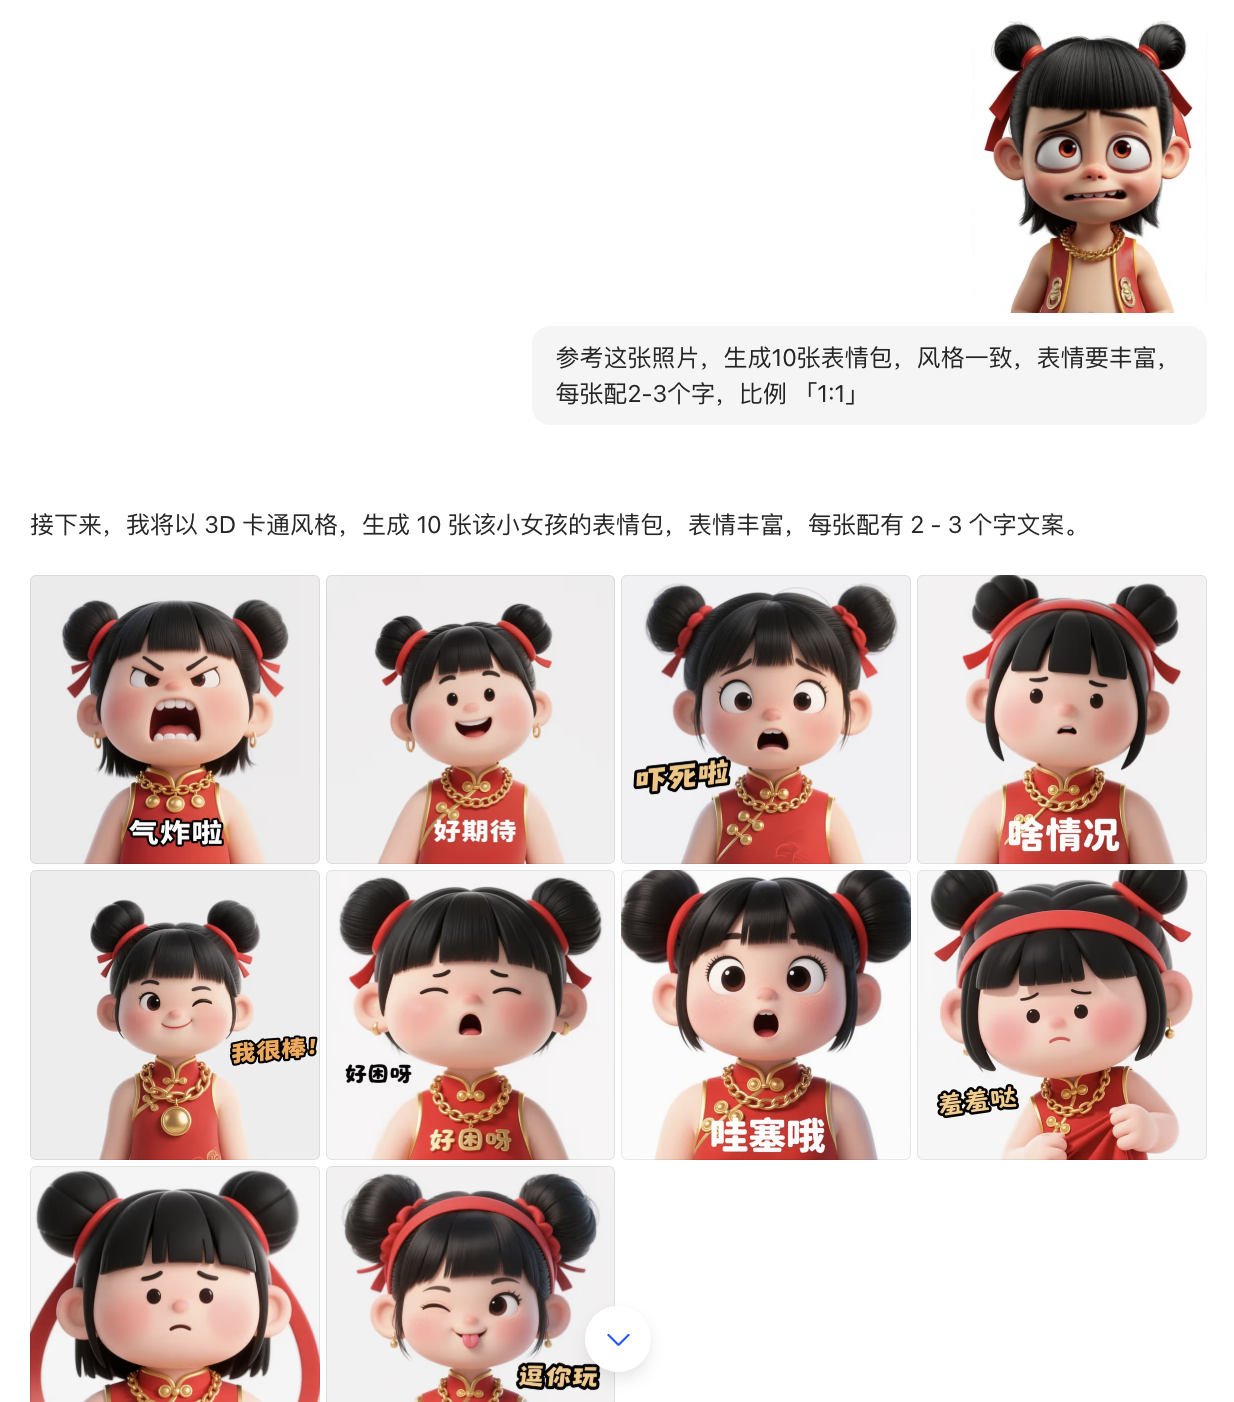 参考这张照片，生成10张表情包，风格一致，表情要丰富，
每张配2-3个字，比例 「1:1」
接下来，我将以 3D 卡通风格，生成 10 张该小女孩的表情包，表情丰富，每张配有 2 - 3 个字文案。
气炸啦
好期待
吓死啦
啥情况
我很棒!
好困呀
好困呀
哇塞哦
羞羞哒
逗你玩